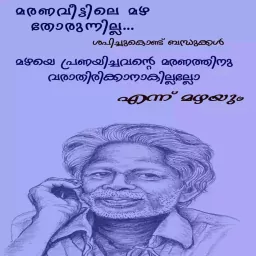 മരണവീട്ടിലെ മഴ
തോരുന്നില്ല...
ശപിച്ചുകൊണ്ട് ബന്ധുക്കൾ
മഴയെ പ്രണയിച്ചവന്റെ മരണത്തിനു
വരാതിരിക്കാനാകില്ലല്ലോ
എന്ന് മഴയും